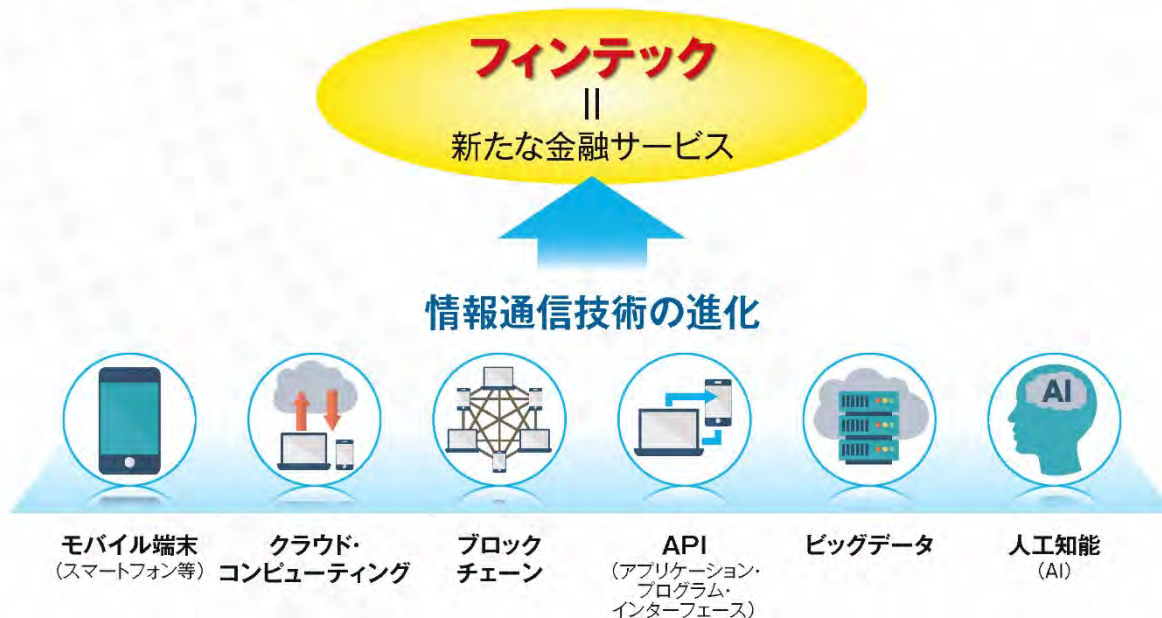 フィンテック
||
新たな金融サービス
情報通信技術の進化
AI
モバイル端末
（スマートフォン等）
クラウド・
コンピューティング
ブロック
チェーン
API
（アプリケーション・
プログラム・
インターフェース）
ビッグデータ
人工知能
（AI）